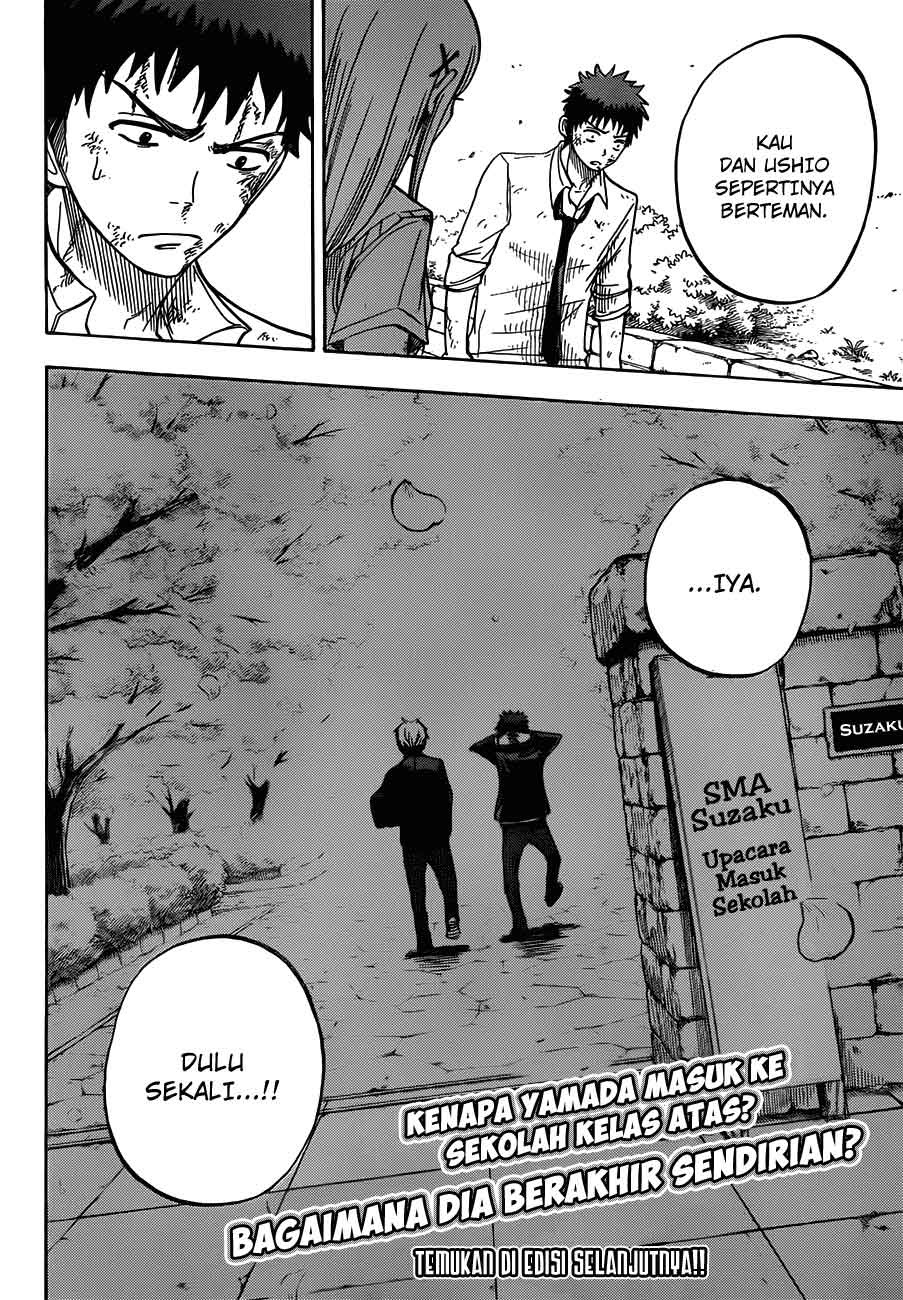 KAU
DAN USHIO
SEPERTINYA
BERTEMAN.
...IYA.
SUZAKU
SMA
Suzaku
Upacara
Masuk
Sekolah
DULU
SEKALI...!!
KENAPA YAMADA MASUK KE
SEKOLAH KELAS ATAS?
BAGAIMANA DIA BERAKHIR SENDIRIAN?
TEMUKAN DI EDISI SELANJUTNYA!!